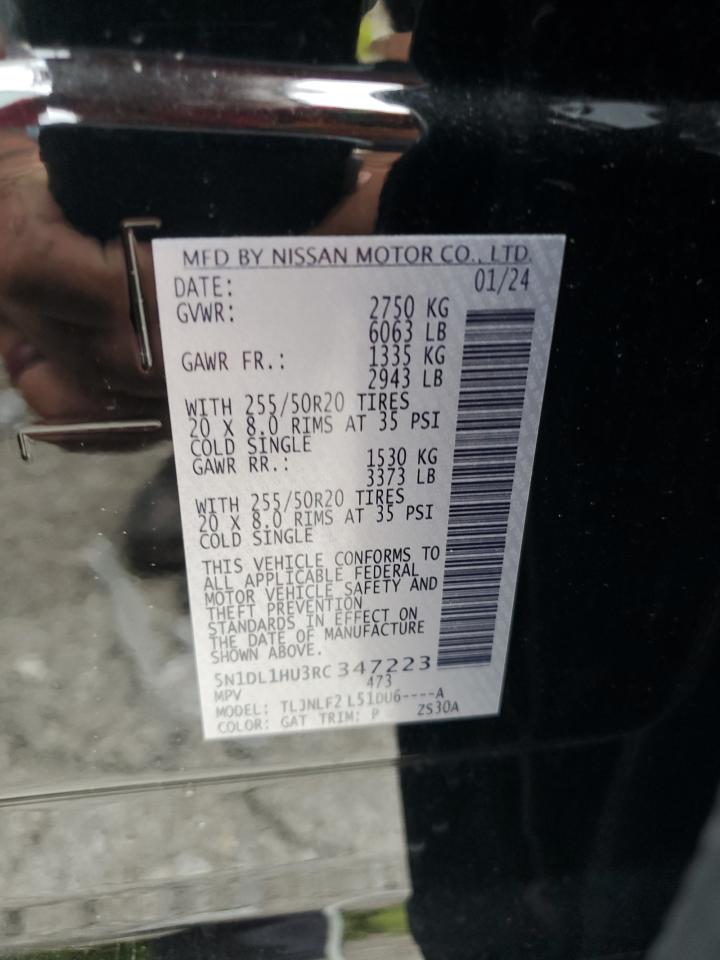 MFD BY NISSAN MOTOR CO., LTD.
DATE: 01/24
GVWR: 2750 KG
6063 LB
GAWR FR.: 1335 KG
2943 LB
WITH 255/50R20 TIRES
20 X 8.0 RIMS AT 35 PSI
COLD SINGLE
GAWR RR.: 1530 KG
3373 LB
WITH 255/50R20 TIRES
20 X 8.0 RIMS AT 35 PSI
COLD SINGLE
THIS VEHICLE CONFORMS TO
ALL APPLICABLE FEDERAL
MOTOR VEHICLE SAFETY AND
THEFT PREVENTION
STANDARDS IN EFFECT ON
THE DATE OF MANUFACTURE
SHOWN ABOVE.
5N1DL1HU3RC 347223
MPV 473
MODEL: TLJNLF2 L51DU6----A
COLOR: GAT TRIM: P ZS30A